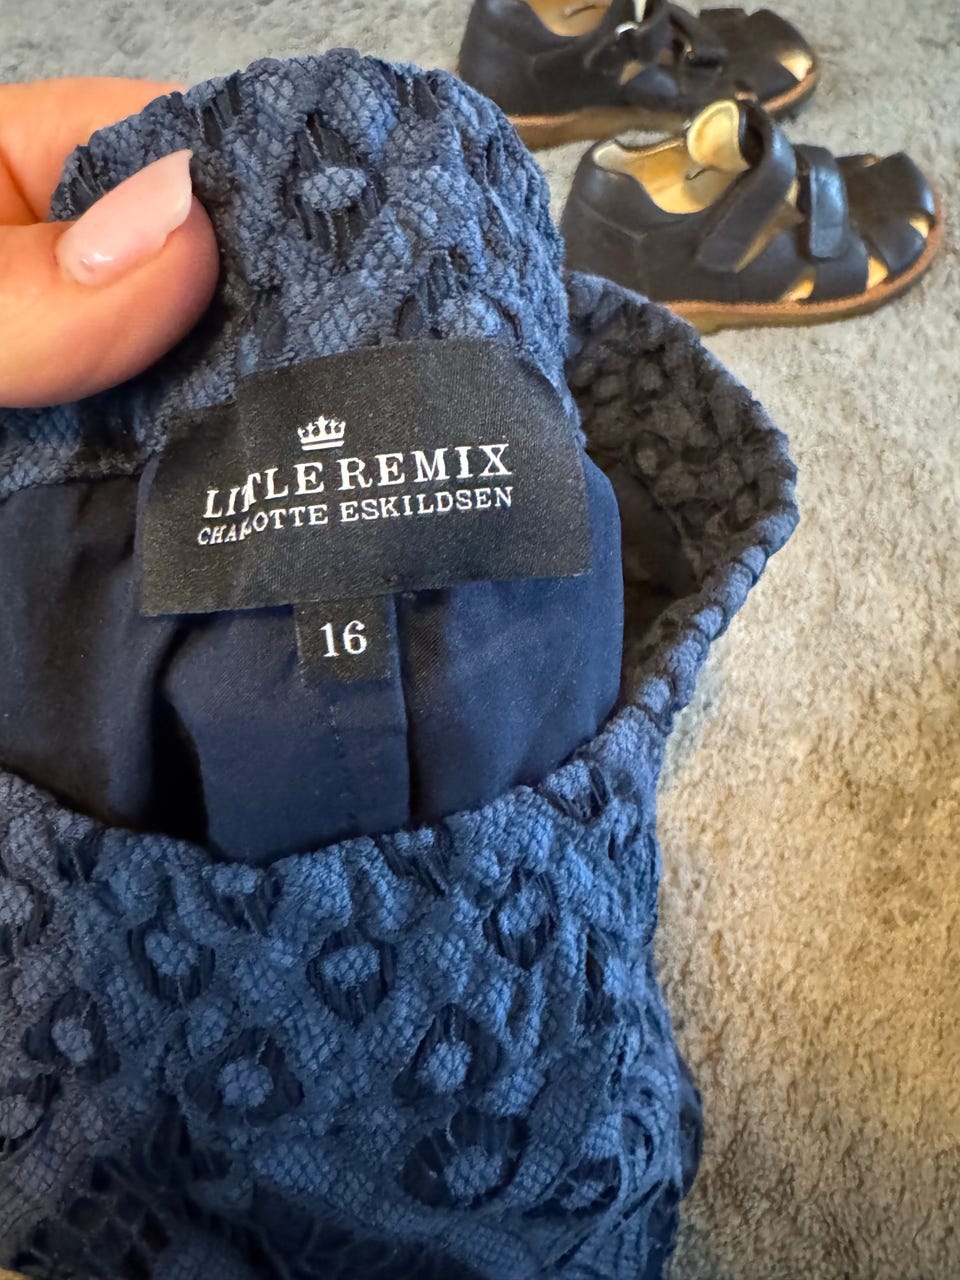 LITTLE REMIX
CHARLOTTE ESKILDSEN
16